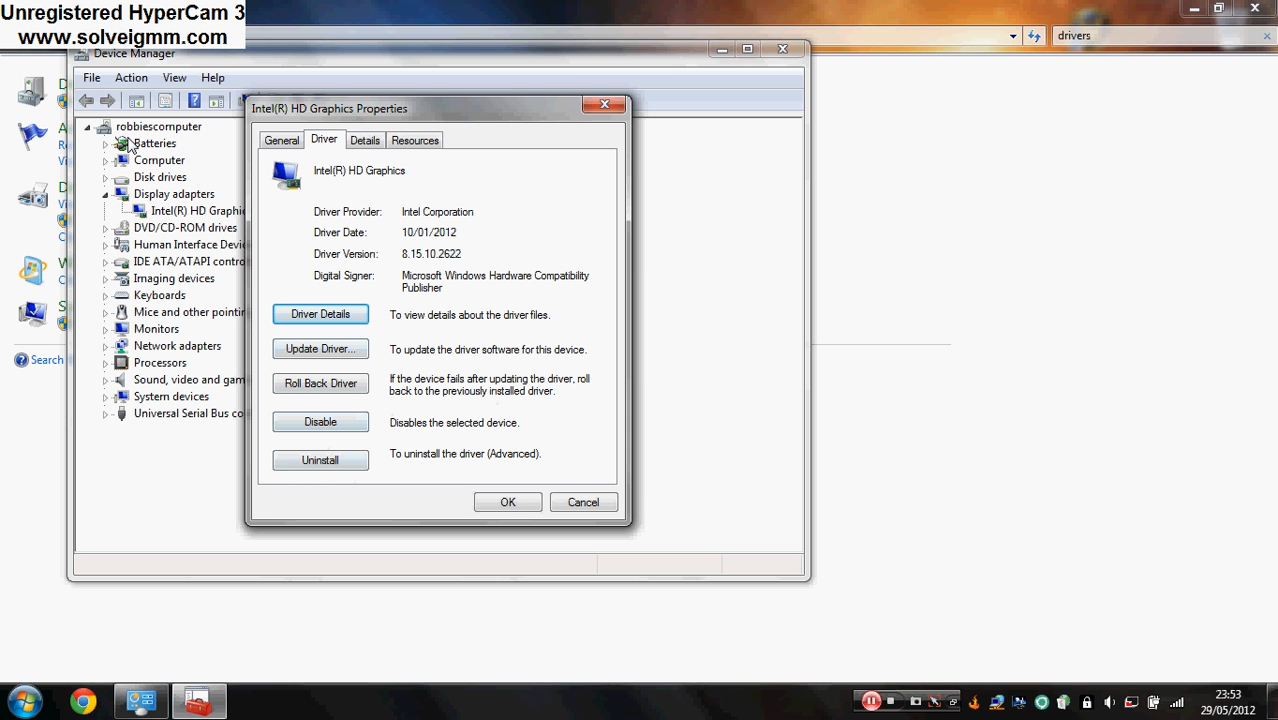 Unregistered HyperCam 3
www.solveigmm.com
drivers
Device Manager
File Action View Help
Intel(R) HD Graphics Properties
robbiescomputer
Batteries
Computer
Disk drives
Display adapters
Intel(R) HD Graphi
DVD/CD-ROM drives
Human Interface Devi
IDE ATA/ATAPI contro
Imaging devices
Keyboards
Mice and other pointin
Monitors
Network adapters
Processors
Sound, video and gam
System devices
Universal Serial Bus co
General Driver Details Resources
Intel(R) HD Graphics
Driver Provider: Intel Corporation
Driver Date: 10/01/2012
Driver Version: 8.15.10.2622
Digital Signer: Microsoft Windows Hardware Compatibility
Publisher
Driver Details To view details about the driver files.
Update Driver... To update the driver software for this device.
Roll Back Driver If the device fails after updating the driver, roll
back to the previously installed driver.
Disable Disables the selected device.
Uninstall To uninstall the driver (Advanced).
OK Cancel
Search
23:53
29/05/2012